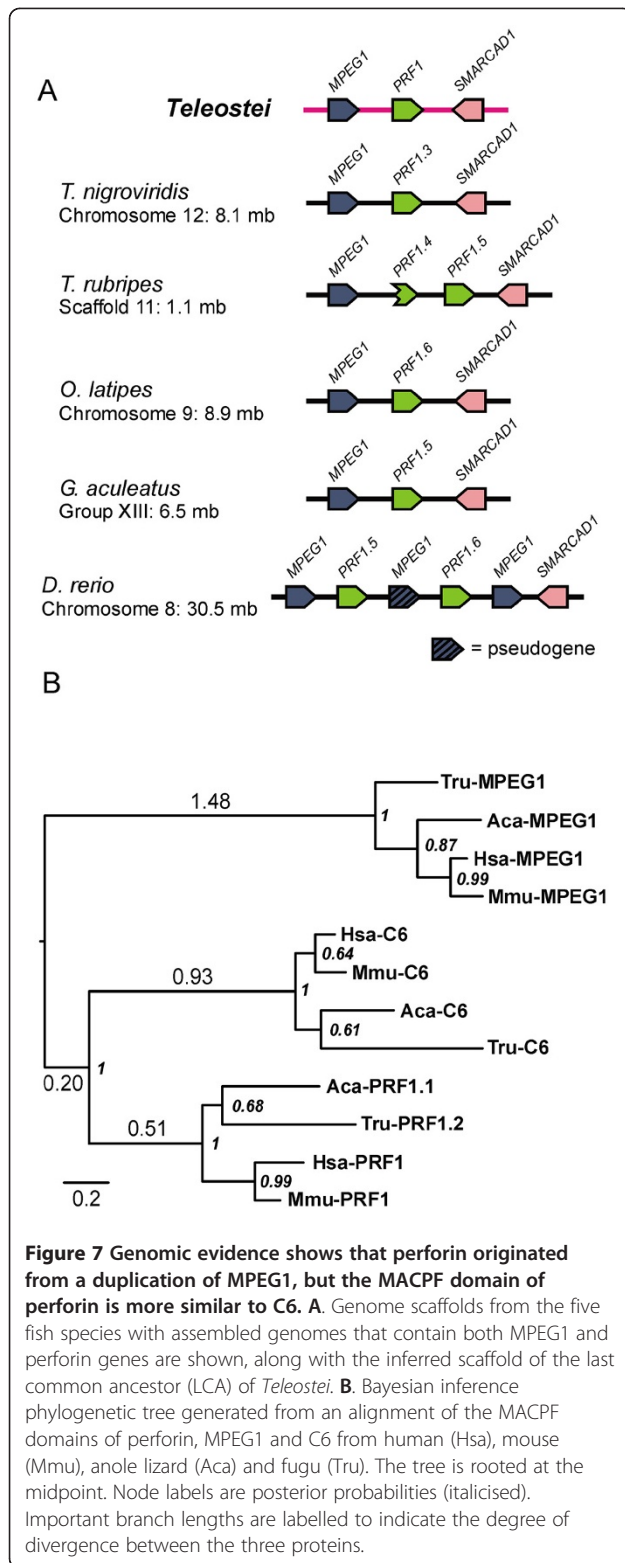 A
MPEG1 PRF1 SMARCAD1
Teleostei
MPEG1 PRF1.3 SMARCAD1
T. nigroviridis
Chromosome 12: 8.1 mb
MPEG1 PRF1.4 PRF1.5 SMARCAD1
T. rubripes
Scaffold 11: 1.1 mb
MPEG1 PRF1.6 SMARCAD1
O. latipes
Chromosome 9: 8.9 mb
MPEG1 PRF1.5 SMARCAD1
G. aculeatus
Group XIII: 6.5 mb
MPEG1 PRF1.5 MPEG1 PRF1.6 MPEG1 SMARCAD1
D. rerio
Chromosome 8: 30.5 mb
= pseudogene
B
Tru-MPEG1
1.48
1
Aca-MPEG1
0.87
Hsa-MPEG1
0.99
Mmu-MPEG1
Hsa-C6
0.64
Mmu-C6
0.93
1
Aca-C6
0.61
Tru-C6
0.20
1
Aca-PRF1.1
0.68
Tru-PRF1.2
0.51
1
Hsa-PRF1
0.99
Mmu-PRF1
0.2
Figure 7 Genomic evidence shows that perforin originated
from a duplication of MPEG1, but the MACPF domain of
perforin is more similar to C6. A. Genome scaffolds from the five
fish species with assembled genomes that contain both MPEG1 and
perforin genes are shown, along with the inferred scaffold of the last
common ancestor (LCA) of Teleostei. B. Bayesian inference
phylogenetic tree generated from an alignment of the MACPF
domains of perforin, MPEG1 and C6 from human (Hsa), mouse
(Mmu), anole lizard (Aca) and fugu (Tru). The tree is rooted at the
midpoint. Node labels are posterior probabilities (italicised).
Important branch lengths are labelled to indicate the degree of
divergence between the three proteins.